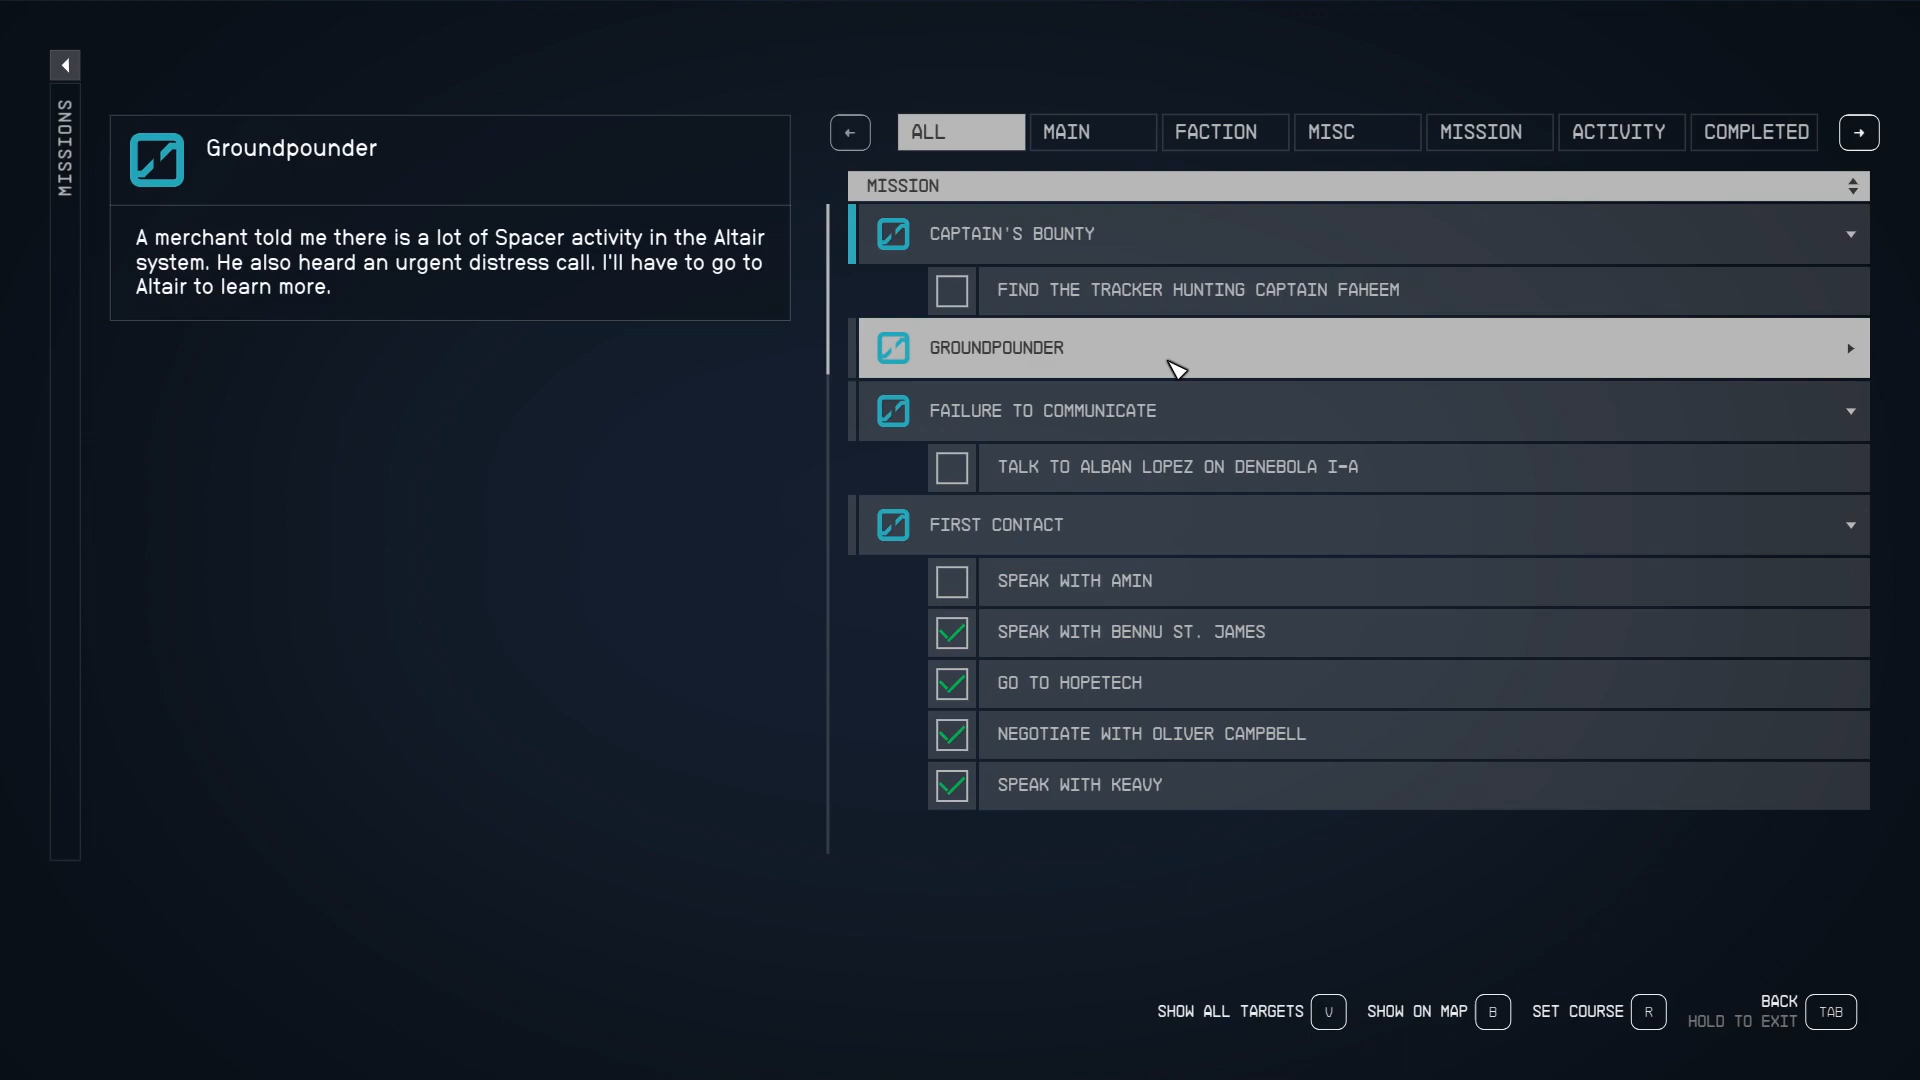 MISSIONS
Groundpounder
A merchant told me there is a lot of Spacer activity in the Altair
system. He also heard an urgent distress call. I'll have to go to
Altair to learn more.
ALL MAIN FACTION MISC MISSION ACTIVITY COMPLETED
MISSION
CAPTAIN'S BOUNTY
FIND THE TRACKER HUNTING CAPTAIN FAHEEM
GROUNDPOUNDER
FAILURE TO COMMUNICATE
TALK TO ALBAN LOPEZ ON DENEBOLA I-A
FIRST CONTACT
SPEAK WITH AMIN
SPEAK WITH BENNU ST. JAMES
GO TO HOPETECH
NEGOTIATE WITH OLIVER CAMPBELL
SPEAK WITH KEAVY
SHOW ALL TARGETS V SHOW ON MAP B SET COURSE R BACK TAB
HOLD TO EXIT